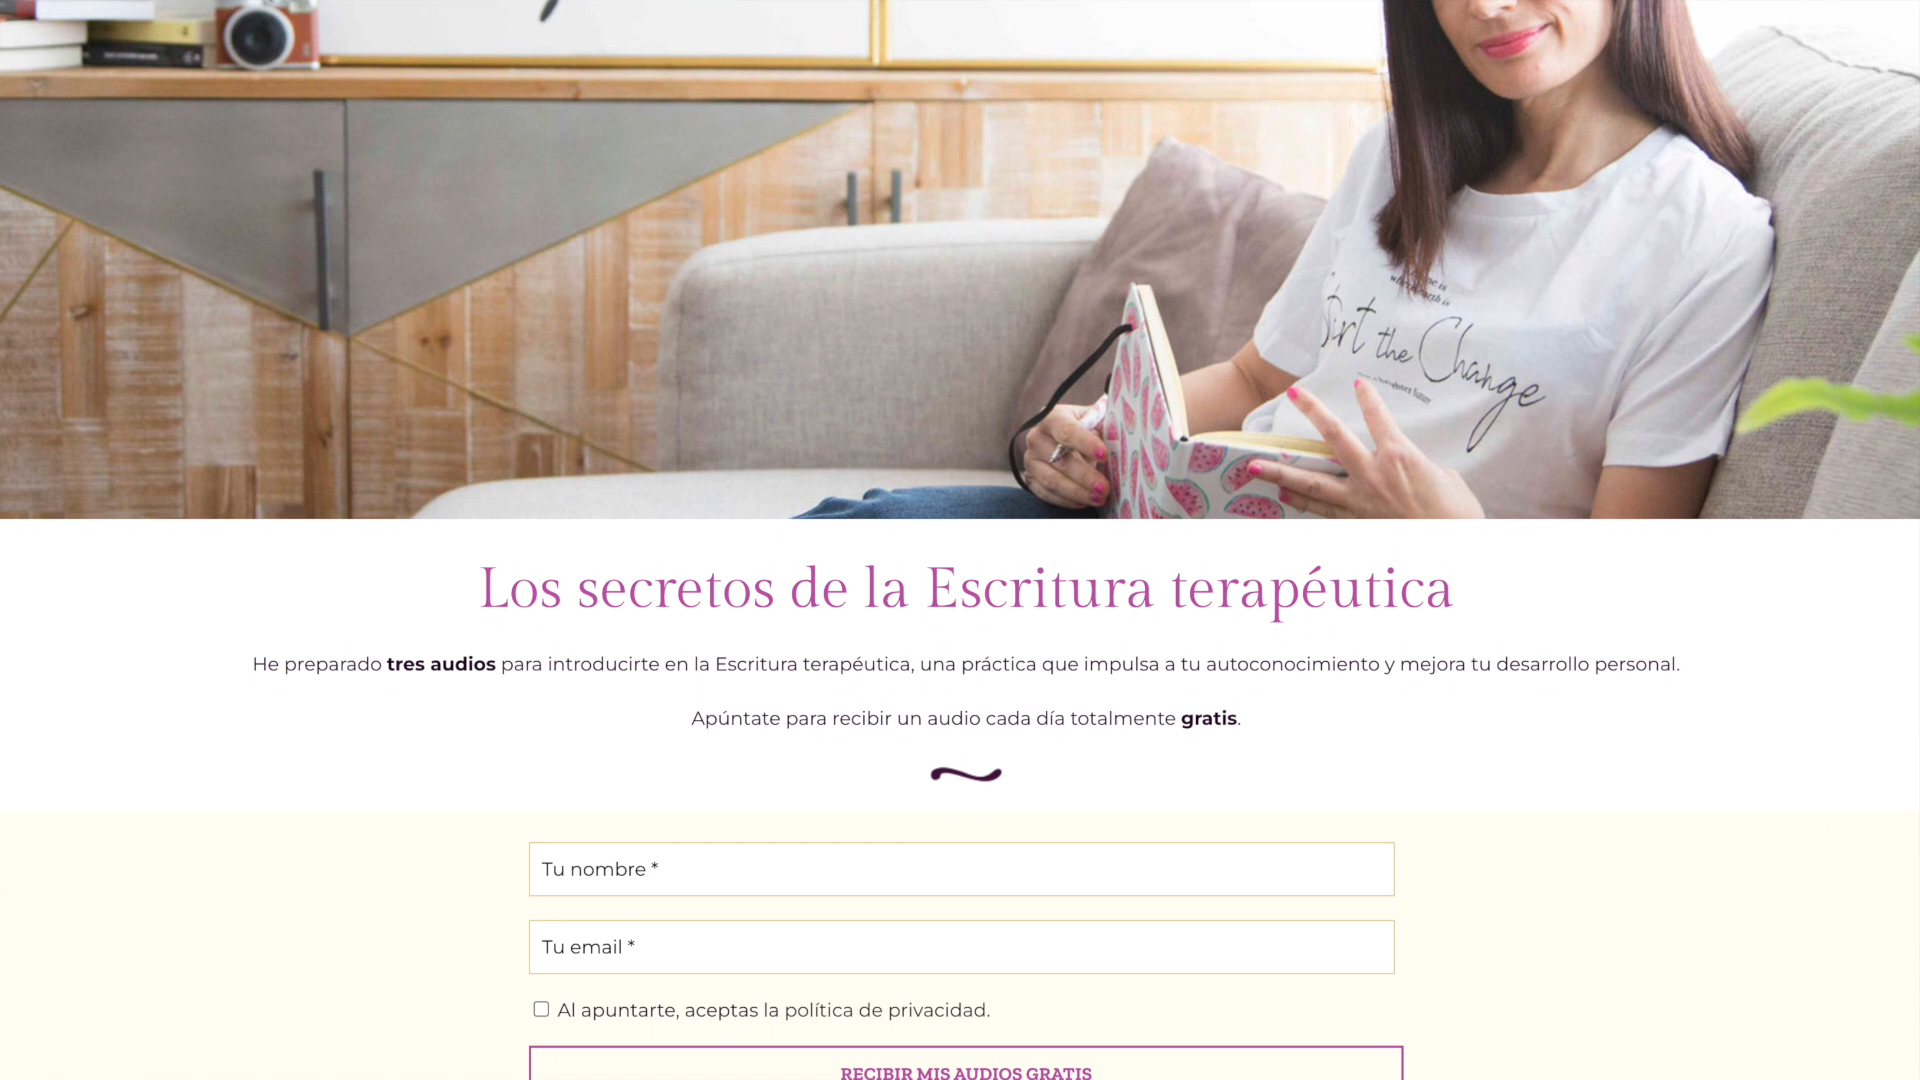 Start the Change
Los secretos de la Escritura terapéutica
He preparado tres audios para introducirte en la Escritura terapéutica, una práctica que impulsa a tu autoconocimiento y mejora tu desarrollo personal.
Apúntate para recibir un audio cada día totalmente gratis.
Tu nombre *
Tu email *
Al apuntarte, aceptas la política de privacidad.
RECIBIR MIS AUDIOS GRATIS